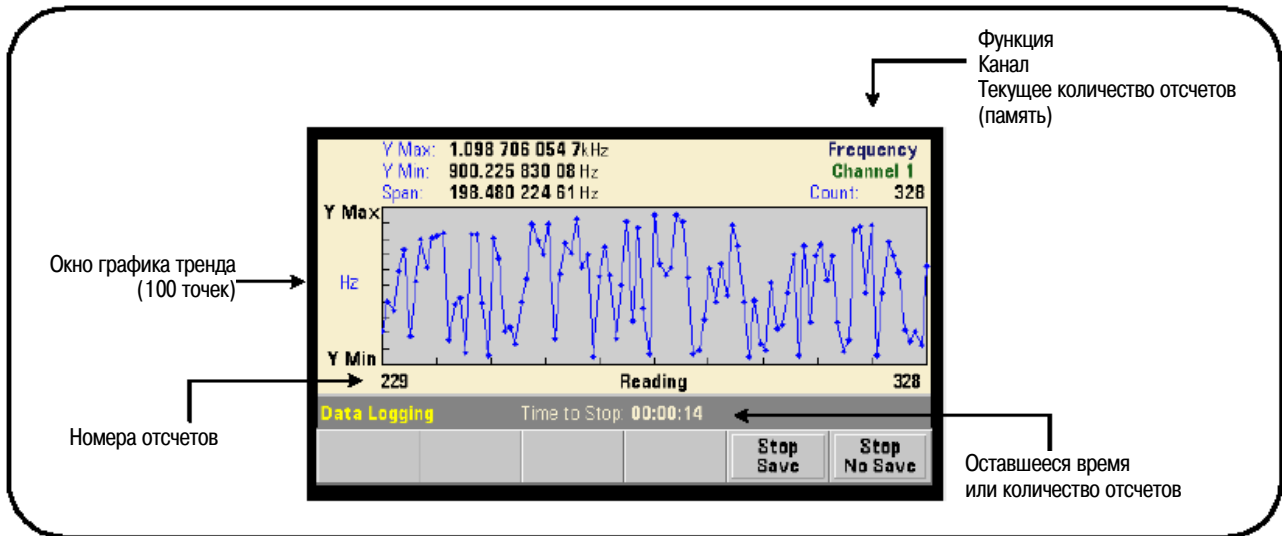 Функция
Канал
Текущее количество отсчетов
(память)
Y Max: 1.098 706 054 7kHz
Frequency
Y Min: 900.225 830 08 Hz
Channel 1
Span: 198.480 224 61 Hz
Count: 328
Y Max
Окно графика тренда
(100 точек)
Hz
Y Min
229 Reading 328
Data Logging Time to Stop: 00:00:14
Номера отсчетов
Stop
Save
Stop
No Save
Оставшееся время
или количество отсчетов